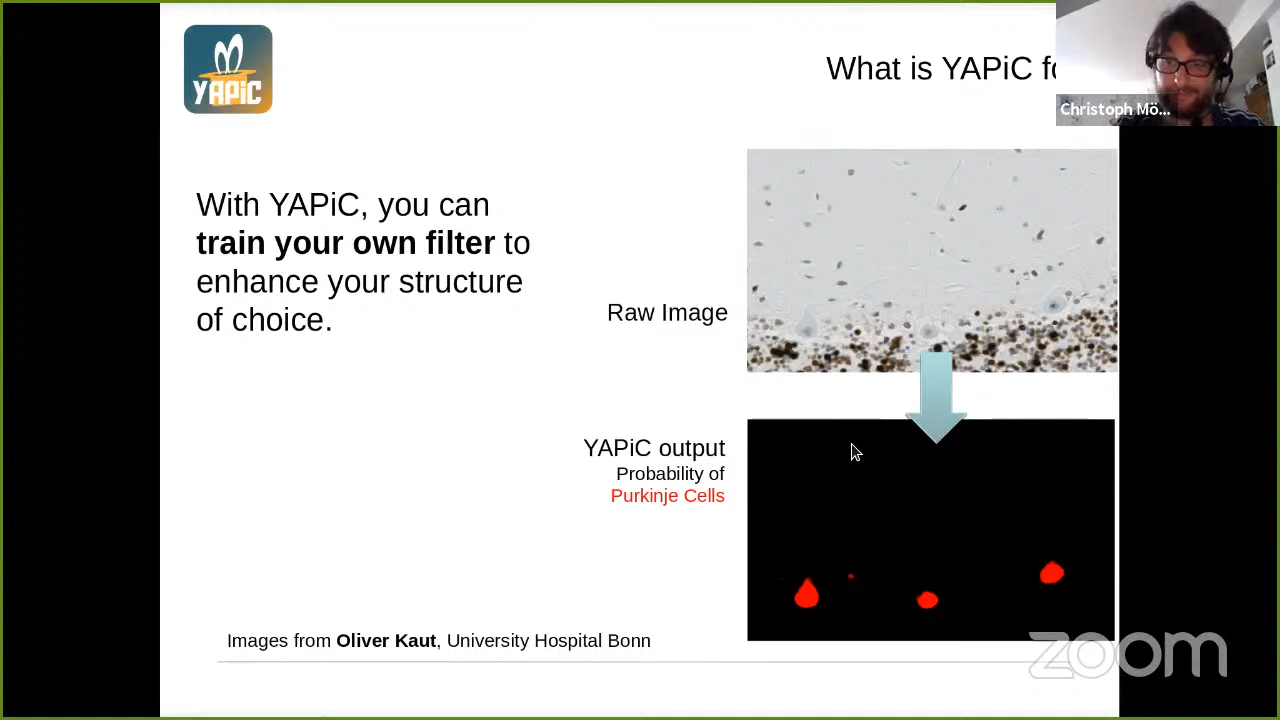 YAPiC
What is YAPiC fo
Christoph Mö...
With YAPiC, you can
train your own filter to
enhance your structure
of choice.
Raw Image
YAPiC output
Probability of
Purkinje Cells
Images from Oliver Kaut, University Hospital Bonn
zoom